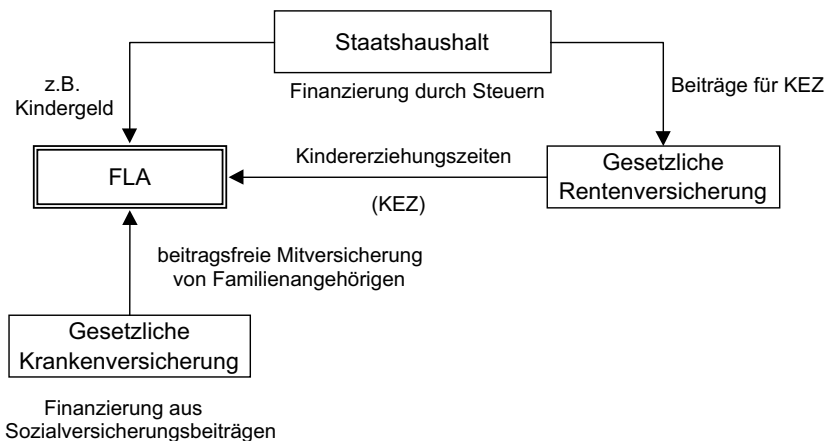 Staatshaushalt
z.B.
Kindergeld
Finanzierung durch Steuern
Beiträge für KEZ
FLA
Kindererziehungszeiten
(KEZ)
Gesetzliche
Rentenversicherung
beitragsfreie Mitversicherung
von Familienangehörigen
Gesetzliche
Krankenversicherung
Finanzierung aus
Sozialversicherungsbeiträgen